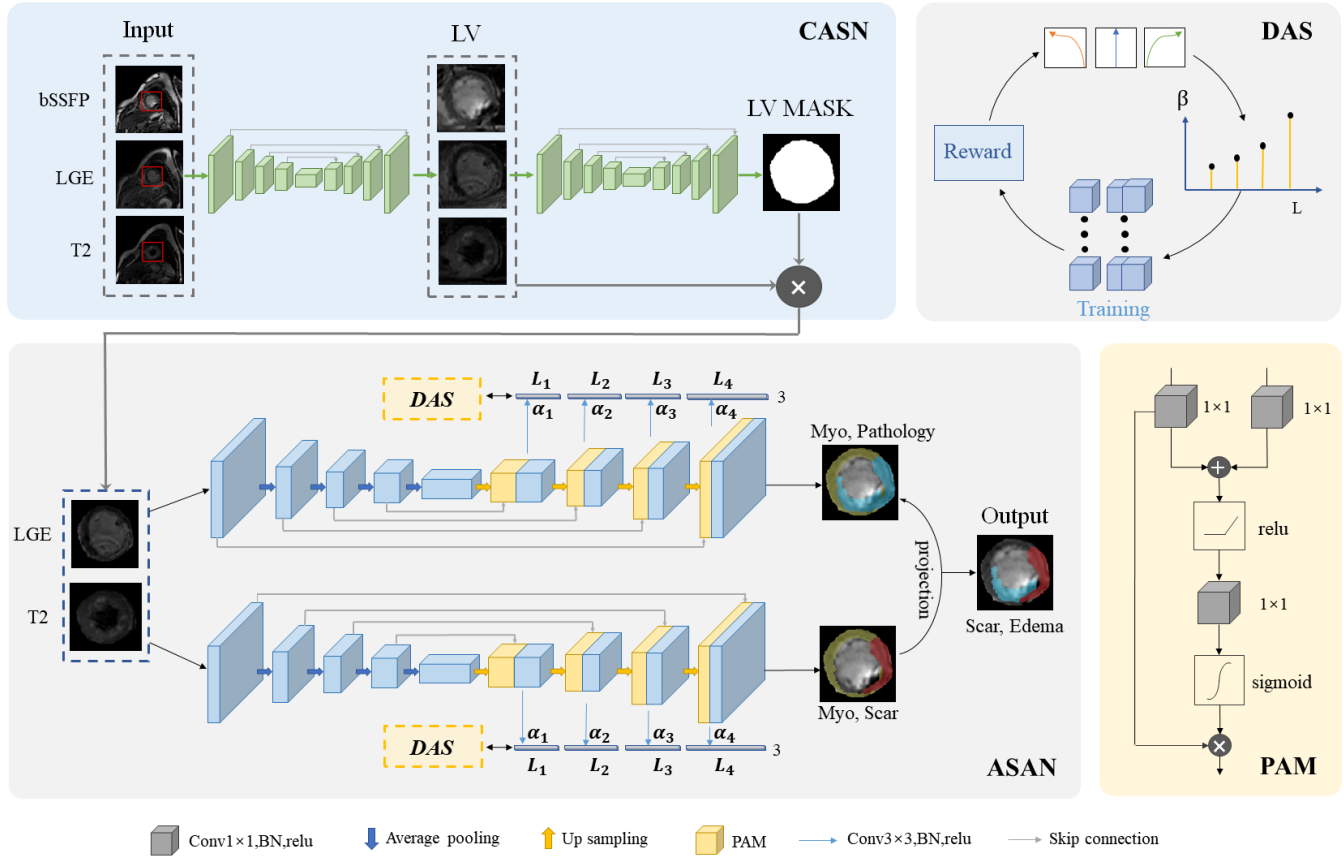 Input
LV
CASN
bSSFP
LGE
T2
LV MASK
×
DAS
β
L
Reward
Training
DAS
L₁ L₂ L₃ L₄
α₁ α₂ α₃ α₄
3
LGE
T2
Myo, Pathology
projection
Output
Scar, Edema
Myo, Scar
DAS
α₁ α₂ α₃ α₄
L₁ L₂ L₃ L₄
3
ASAN
1×1
1×1
+
relu
1×1
sigmoid
×
PAM
Conv1×1,BN,relu
Average pooling
Up sampling
PAM
Conv3×3,BN,relu
Skip connection